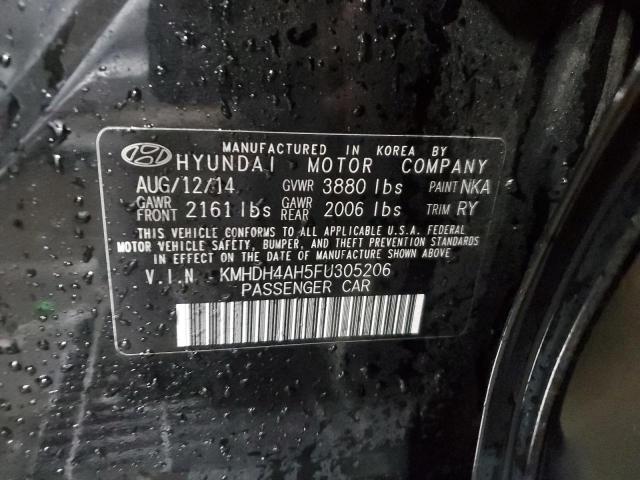 MANUFACTURED IN KOREA BY
HYUNDAI MOTOR COMPANY
AUG/12/14 GVWR 3880 lbs PAINT NKA
GAWR FRONT 2161 lbs GAWR REAR 2006 lbs TRIM RY
THIS VEHICLE CONFORMS TO ALL APPLICABLE U.S.A. FEDERAL
MOTOR VEHICLE SAFETY, BUMPER, AND THEFT PREVENTION STANDARDS
IN EFFECT ON THE DATE OF MANUFACTURE SHOWN ABOVE.
V.I.N. KMHDH4AH5FU305206
PASSENGER CAR